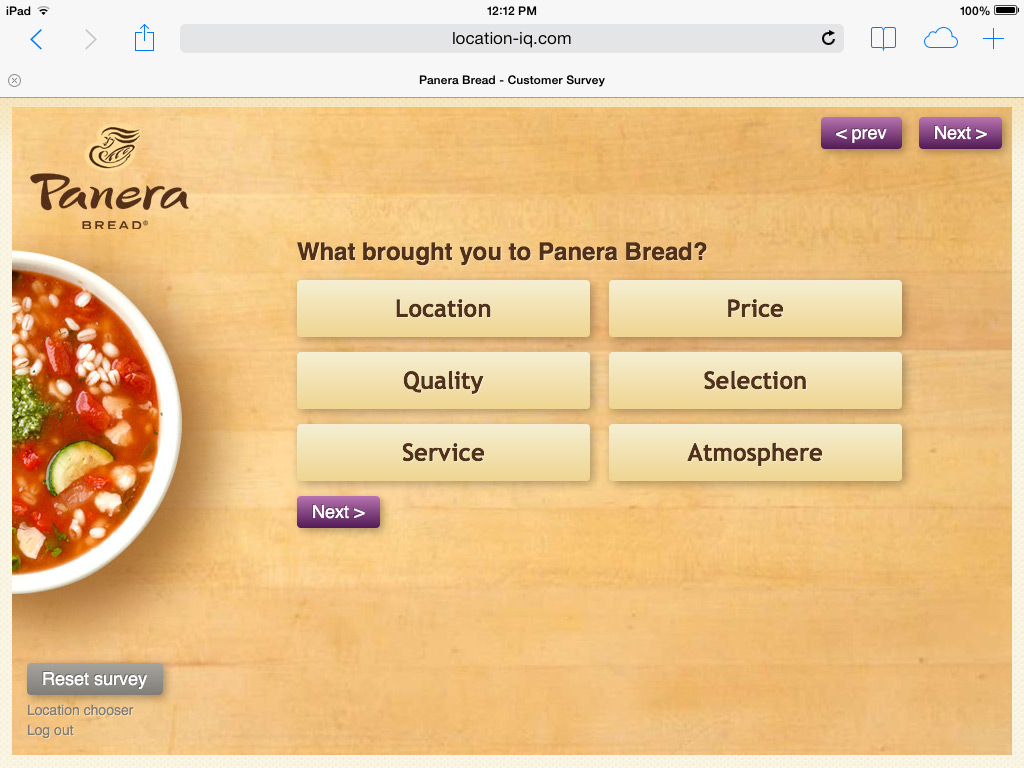 iPad 12:12 PM 100%
location-iq.com
Panera Bread - Customer Survey
< prev Next >
Panera
BREAD®
What brought you to Panera Bread?
Location Price
Quality Selection
Service Atmosphere
Next >
Reset survey
Location chooser
Log out